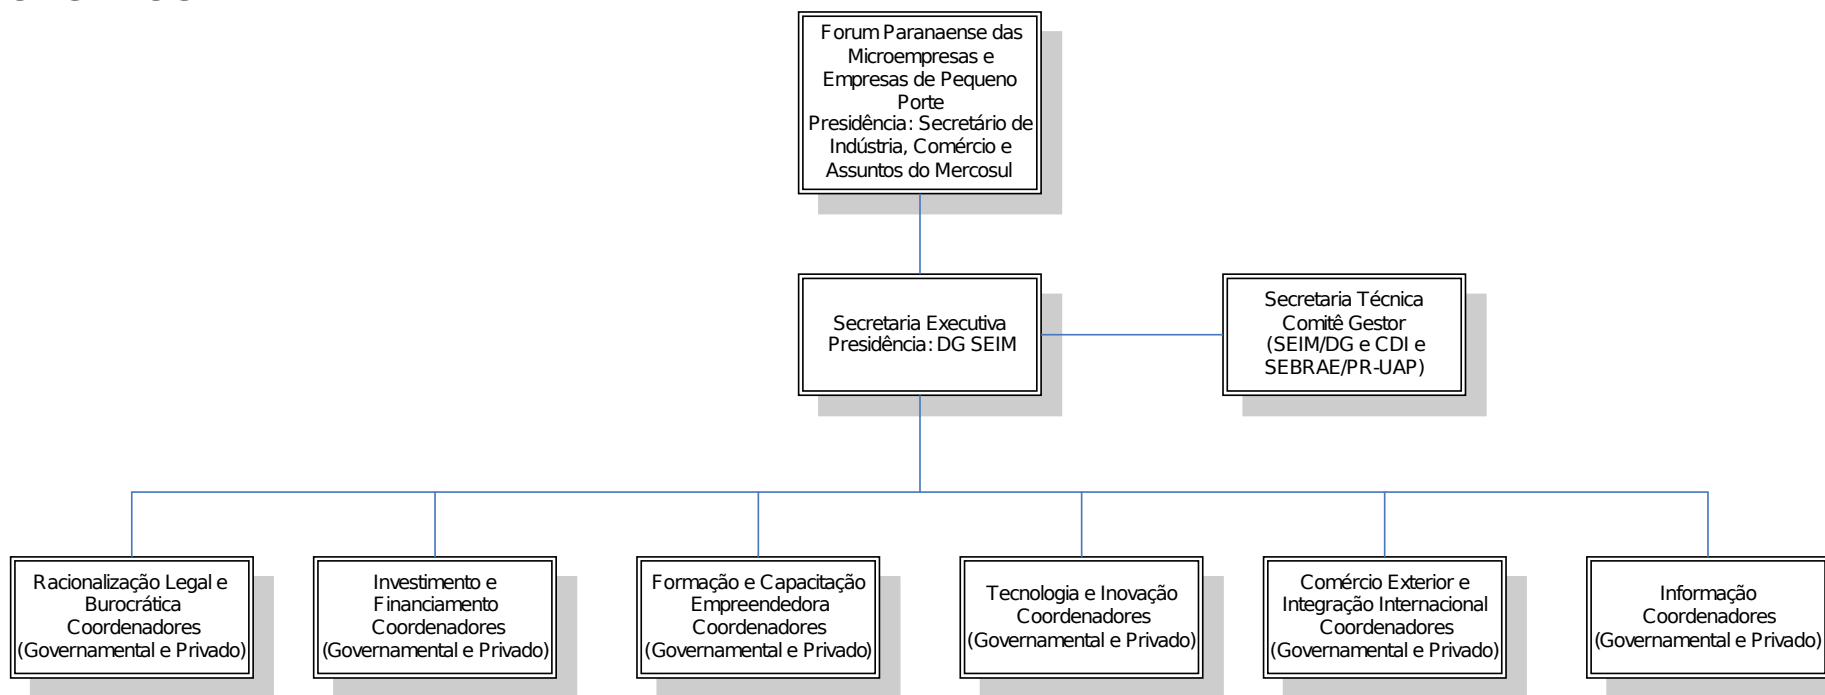 Forum Paranaense das
Microempresas e
Empresas de Pequeno
Porte
Presidência: Secretário de
Indústria, Comércio e
Assuntos do Mercosul
Secretaria Executiva
Presidência: DG SEIM
Secretaria Técnica
Comitê Gestor
(SEIM/DG e CDI e
SEBRAE/PR-UAP)
Racionalização Legal e
Burocrática
Coordenadores
(Governamental e Privado)
Investimento e
Financiamento
Coordenadores
(Governamental e Privado)
Formação e Capacitação
Empreendedora
Coordenadores
(Governamental e Privado)
Tecnologia e Inovação
Coordenadores
(Governamental e Privado)
Comércio Exterior e
Integração Internacional
Coordenadores
(Governamental e Privado)
Informação
Coordenadores
(Governamental e Privado)